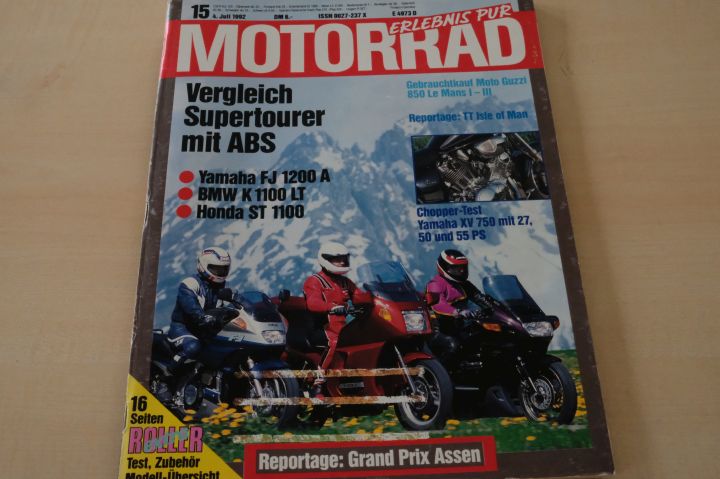 15
4. Juli 1992
DM 6.-
ISSN 0027-237 X
E 4973 D
ERLEBNIS PUR
MOTORRAD
Gebrauchtkauf Moto Guzzi
850 Le Mans I – III
Vergleich
Supertourer
mit ABS
Reportage: TT Isle of Man
Yamaha FJ 1200 A
BMW K 1100 LT
Honda ST 1100
Chopper-Test
Yamaha XV 750 mit 27,
50 und 55 PS
16
Seiten
ROLLER
Test, Zubehör
Modell-Übersicht
Reportage: Grand Prix Assen